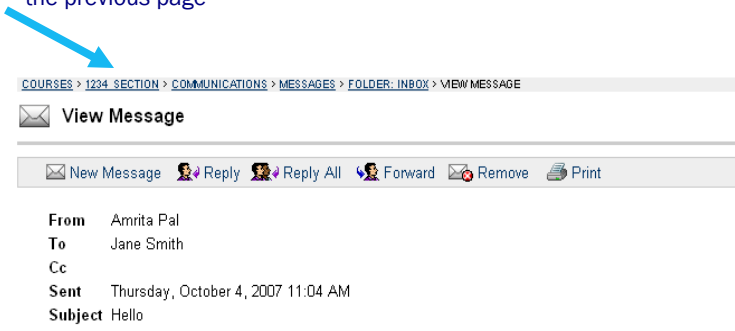 the previous page
COURSES > 1234 SECTION > COMMUNICATIONS > MESSAGES > FOLDER: INBOX > VIEW MESSAGE
View Message
New Message Reply Reply All Forward Remove Print
From Amrita Pal
To Jane Smith
Cc
Sent Thursday, October 4, 2007 11:04 AM
Subject Hello